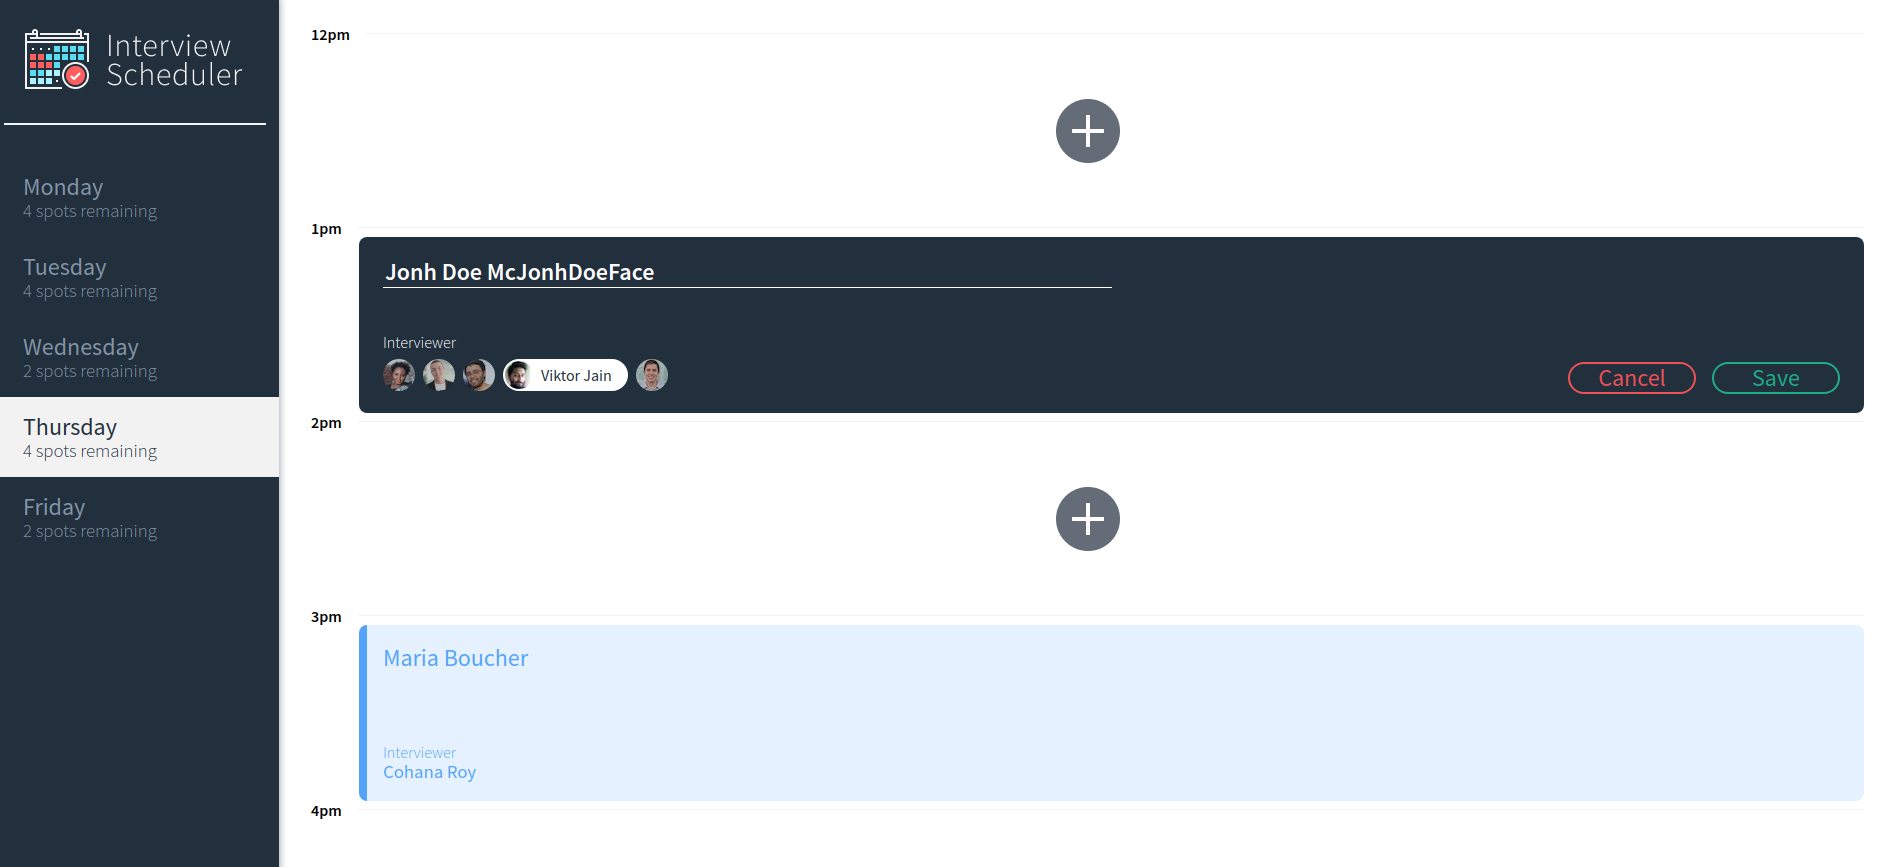 Interview
Scheduler
Monday
4 spots remaining
Tuesday
4 spots remaining
Wednesday
2 spots remaining
Thursday
4 spots remaining
Friday
2 spots remaining
12pm
1pm
Jonh Doe McJonhDoeFace
Interviewer
Viktor Jain
Cancel Save
2pm
3pm
Maria Boucher
Interviewer
Cohana Roy
4pm